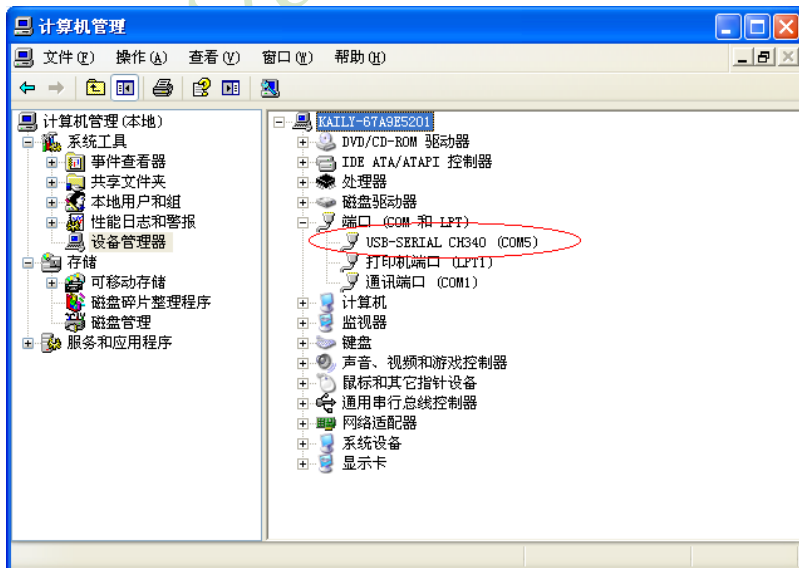 计算机管理
文件(F) 操作(A) 查看(V) 窗口(W) 帮助(H)
计算机管理(本地)
系统工具
事件查看器
共享文件夹
本地用户和组
性能日志和警报
设备管理器
存储
可移动存储
磁盘碎片整理程序
磁盘管理
服务和应用程序
KAILY-67A9E5201
DVD/CD-ROM 驱动器
IDE ATA/ATAPI 控制器
处理器
磁盘驱动器
端口 (COM 和 LPT)
USB-SERIAL CH340 (COM5)
打印机端口 (LPT1)
通讯端口 (COM1)
计算机
监视器
键盘
声音、视频和游戏控制器
鼠标和其它指针设备
通用串行总线控制器
网络适配器
系统设备
显示卡